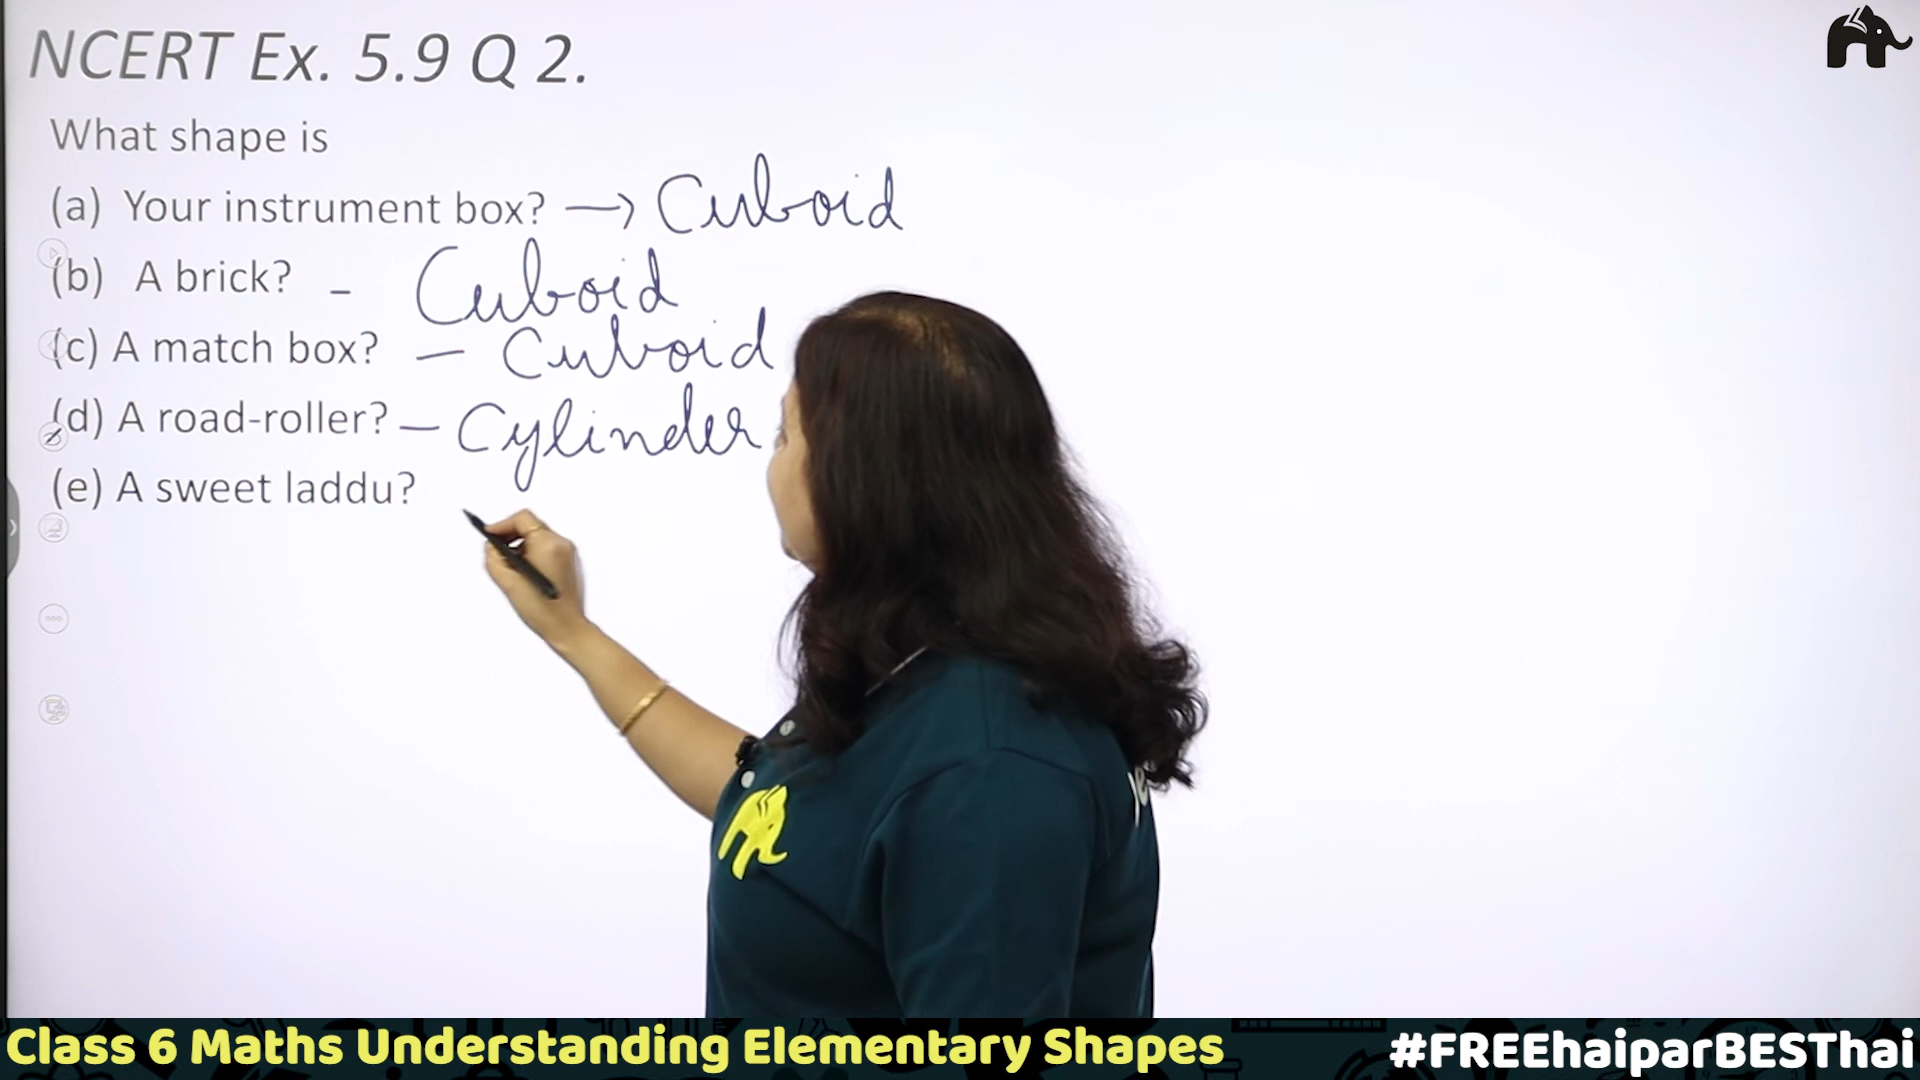 NCERT Ex. 5.9 Q 2.
What shape is
(a) Your instrument box? → Cuboid
(b) A brick? - Cuboid
(c) A match box? - Cuboid
(d) A road-roller? - Cylinder
(e) A sweet laddu?
Class 6 Maths Understanding Elementary Shapes
#FREEhaiparBESThai